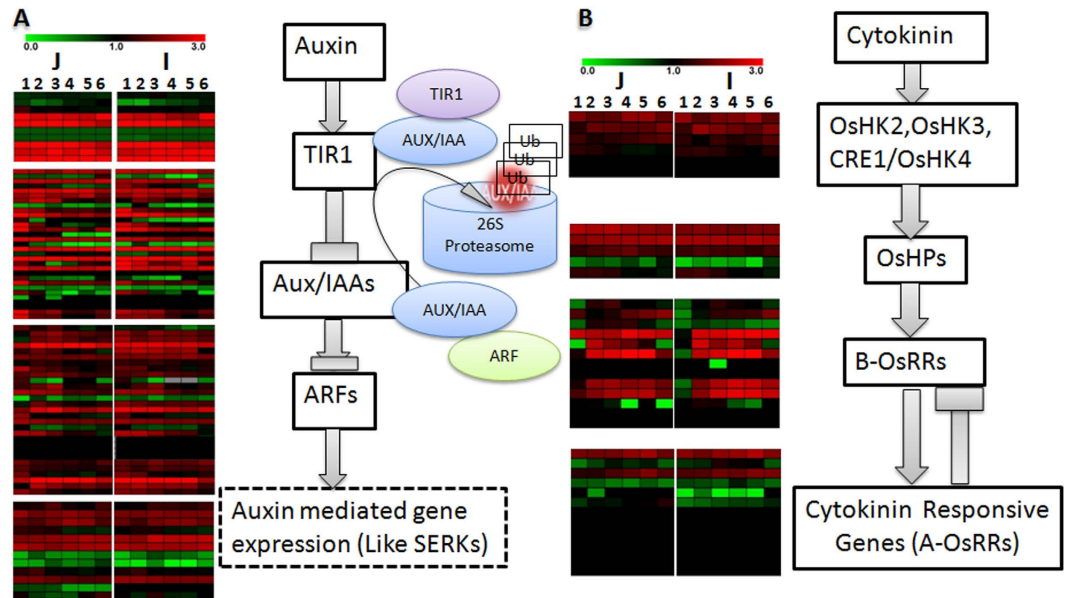 A
0.0 1.0 3.0
J I
1 2 3 4 5 6 1 2 3 4 5 6
Auxin
TIR1
AUX/IAA
TIR1
Ub
Ub
Ub
AUX/IAA
26S
Proteasome
Aux/IAAs
AUX/IAA
ARF
ARFs
Auxin mediated gene
expression (Like SERKs)
B
0.0 1.0 3.0
J I
1 2 3 4 5 6 1 2 3 4 5 6
Cytokinin
OsHK2,OsHK3,
CRE1/OsHK4
OsHPs
B-OsRRs
Cytokinin Responsive
Genes (A-OsRRs)